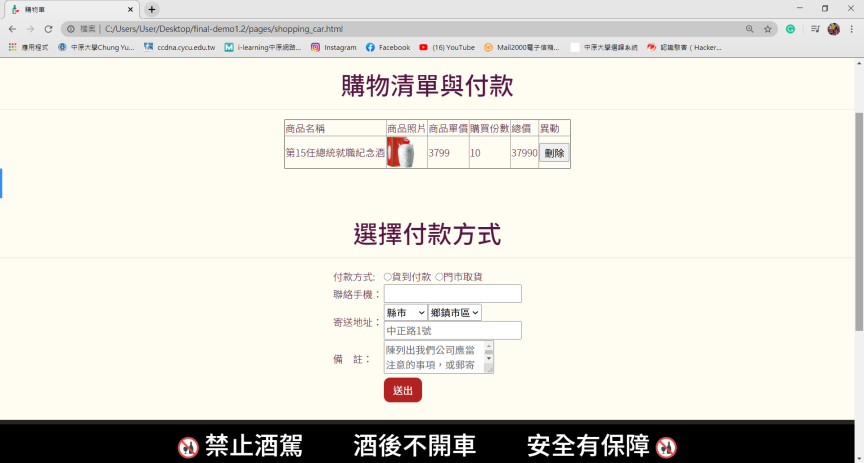 購物車
檔案 | C:/Users/User/Desktop/final-demo1.2/pages/shopping_car.html
應用程式 中原大學Chung Yu... ccdna.cycu.edu.tw i-learning中原網路... Instagram Facebook (16) YouTube Mail2000電子信箱... 中原大學選課系統 認識駭客 ( Hacker...
購物清單與付款
商品名稱 商品照片 商品單價 購買份數 總價 異動
第15任總統就職紀念酒 3799 10 37990 刪除
選擇付款方式
付款方式: 貨到付款 門市取貨
聯絡手機：
寄送地址： 縣市 鄉鎮市區
中正路1號
備 註： 陳列出我們公司應當
注意的事項，或郵寄
送出
禁止酒駕 酒後不開車 安全有保障